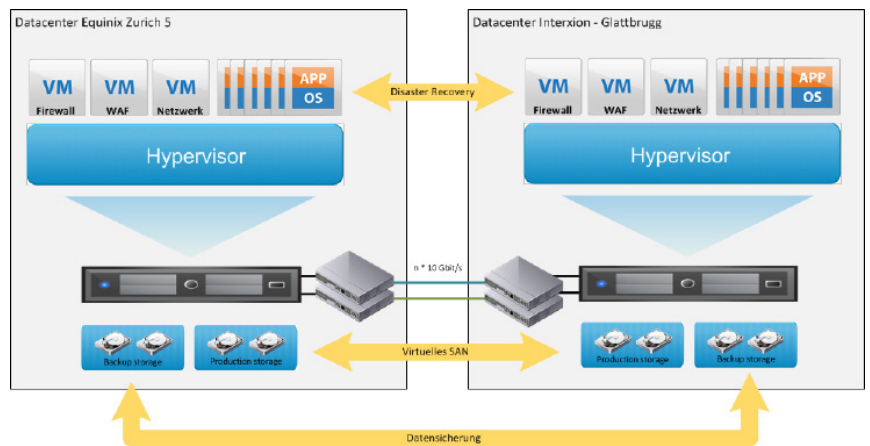 Datacenter Equinix Zurich 5
Datacenter Interxion - Glattbrugg
VM
Firewall
VM
WAF
VM
Netzwerk
APP
OS
Disaster Recovery
VM
Firewall
VM
WAF
VM
Netzwerk
APP
OS
Hypervisor
Hypervisor
n * 10 Gbit/s
Backup storage
Production storage
Virtuelles SAN
Production storage
Backup storage
Datensicherung